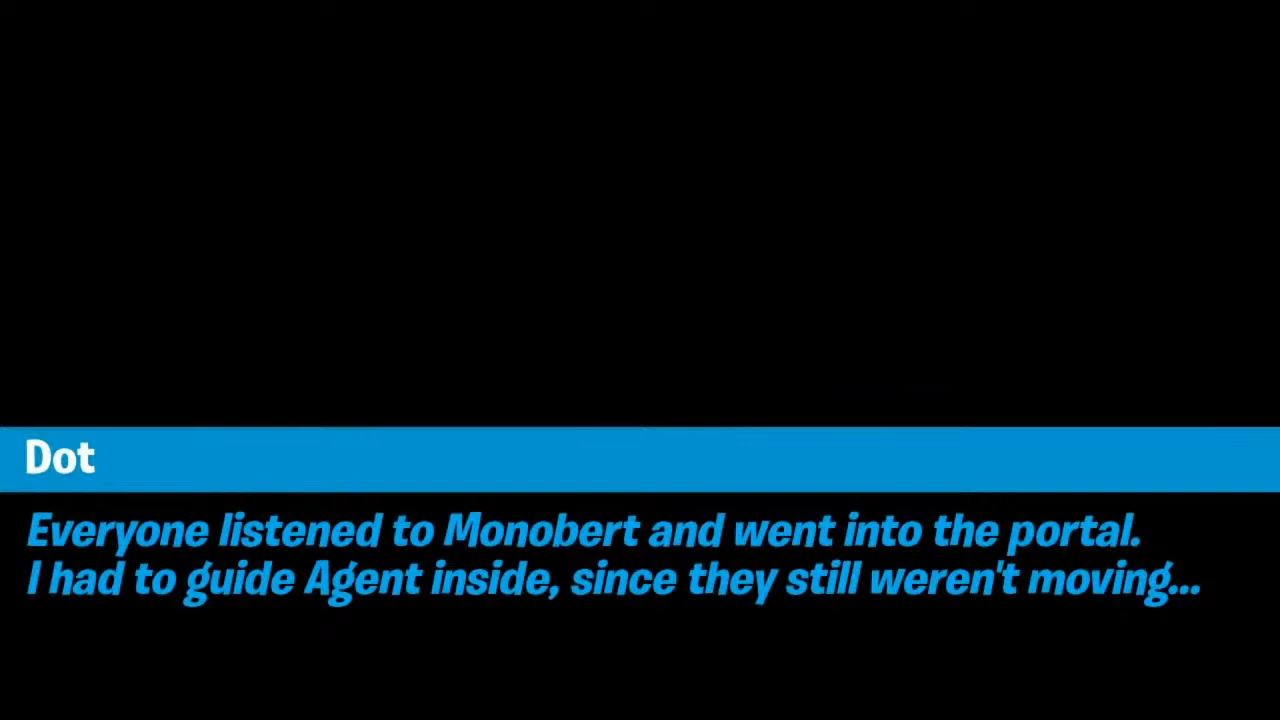 Dot
Everyone listened to Monobert and went into the portal.
I had to guide Agent inside, since they still weren't moving...